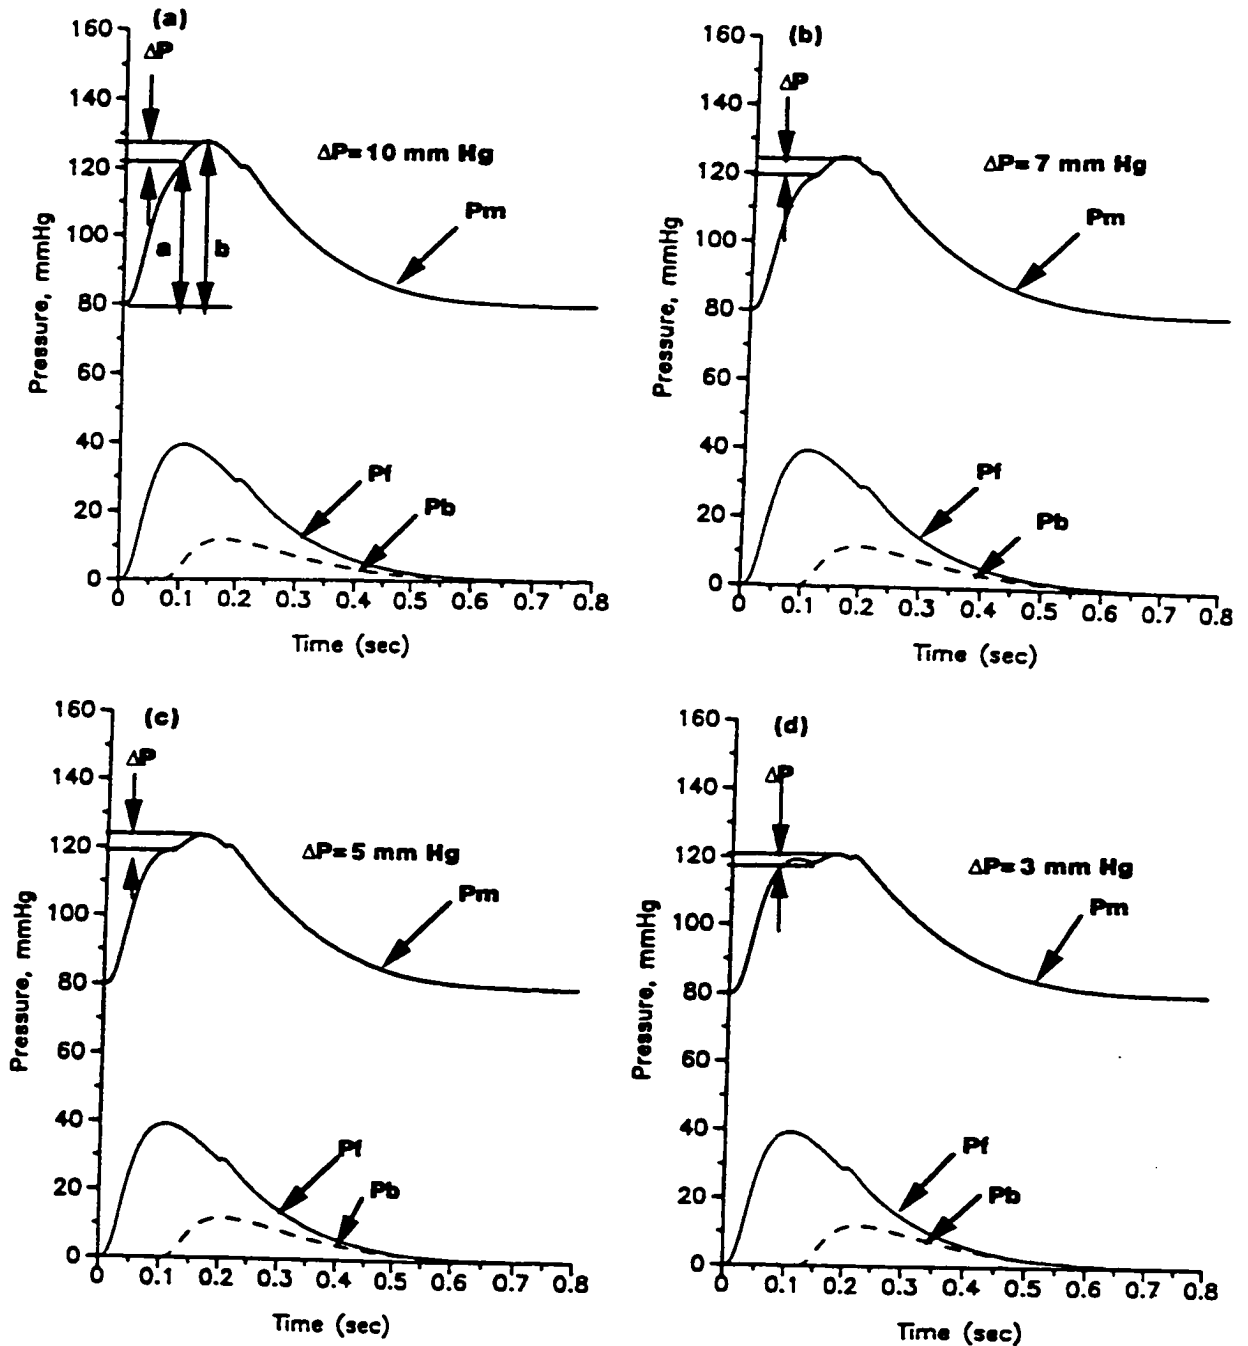 (a)
160
ΔP
140
120
100
80
60
40
20
0
ΔP= 10 mm Hg
Pm
a
b
Pf
Pb
Pressure, mmHg
0 0.1 0.2 0.3 0.4 0.5 0.6 0.7 0.8
Time (sec)
(b)
160
ΔP
140
120
100
80
60
40
20
0
ΔP= 7 mm Hg
Pm
Pf
Pb
Pressure, mmHg
0 0.1 0.2 0.3 0.4 0.5 0.6 0.7 0.8
Time (sec)
(c)
160
ΔP
140
120
100
80
60
40
20
0
ΔP= 5 mm Hg
Pm
Pf
Pb
Pressure, mmHg
0 0.1 0.2 0.3 0.4 0.5 0.6 0.7 0.8
Time (sec)
(d)
160
ΔP
140
120
100
80
60
40
20
0
ΔP= 3 mm Hg
Pm
Pf
Pb
Pressure, mmHg
0 0.1 0.2 0.3 0.4 0.5 0.6 0.7 0.8
Time (sec)